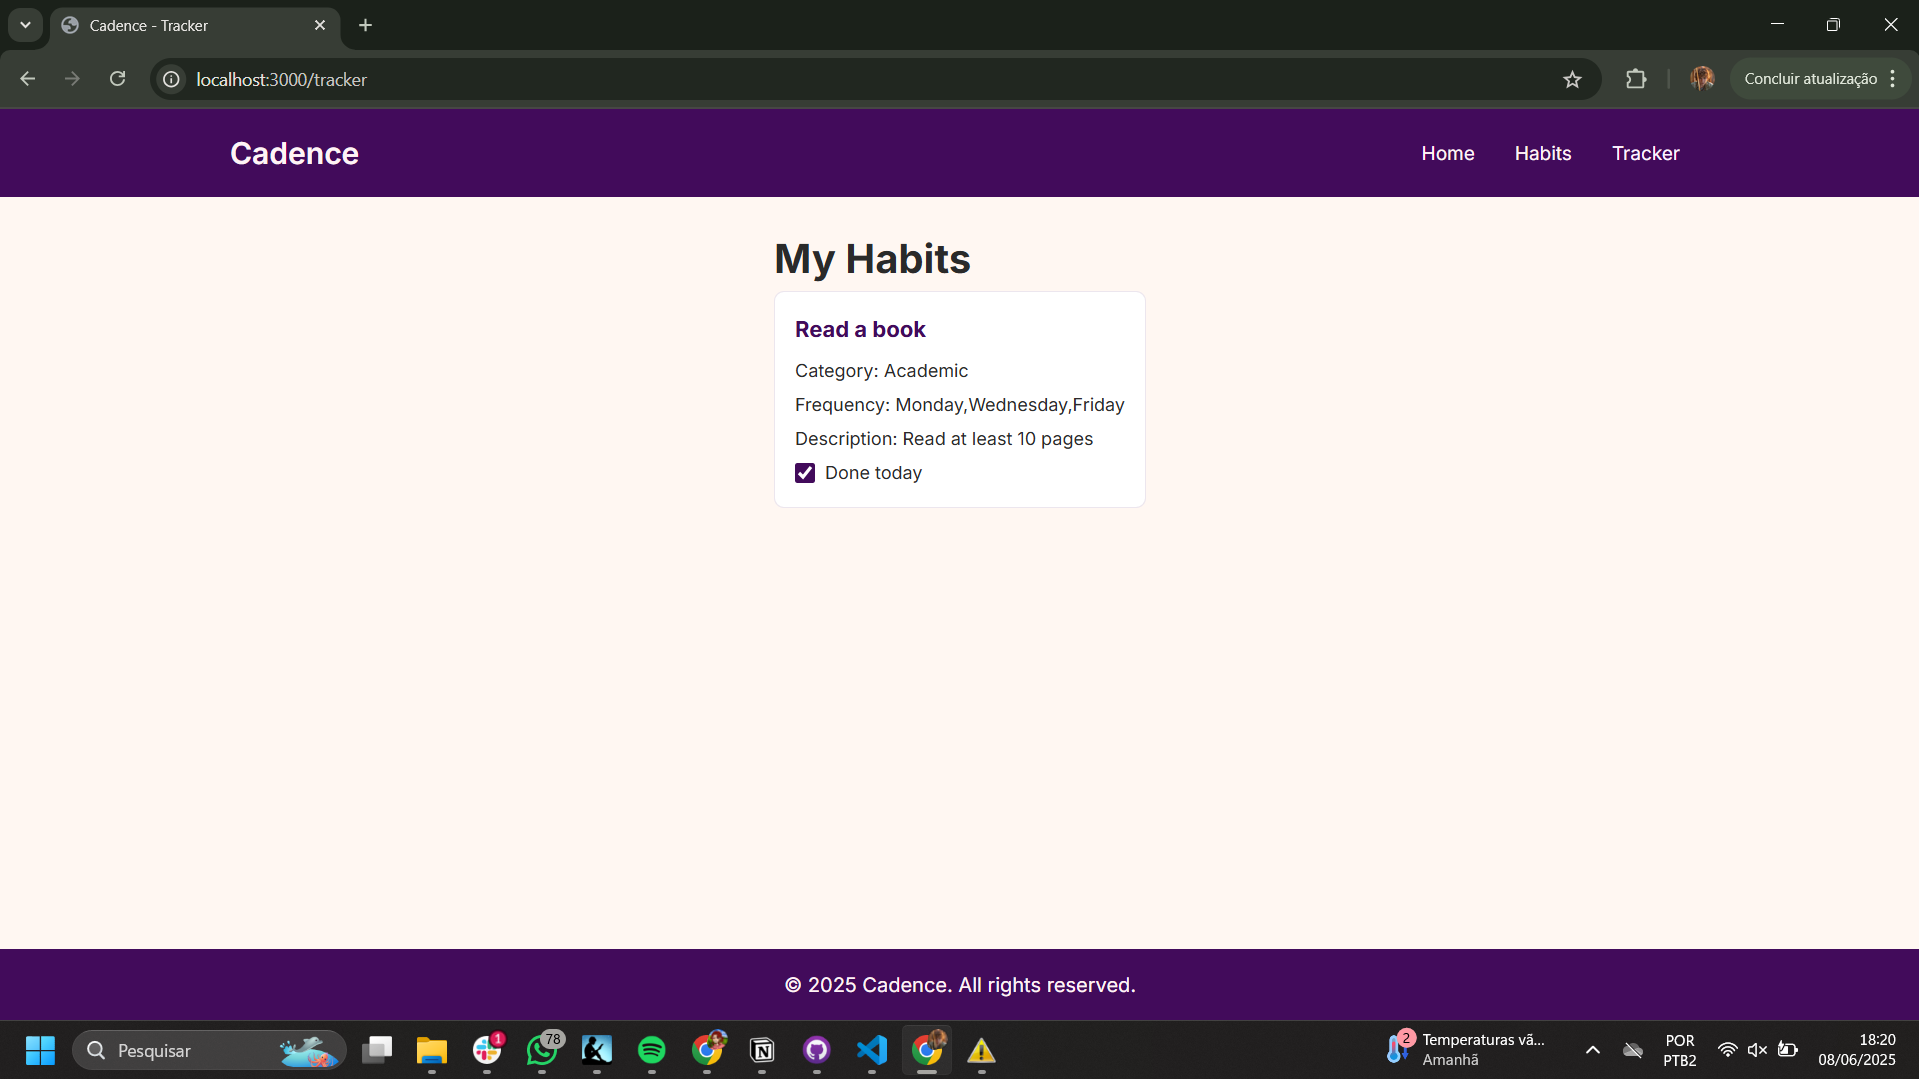 Cadence - Tracker
localhost:3000/tracker
Concluir atualização
Cadence
Home Habits Tracker
My Habits
Read a book
Category: Academic
Frequency: Monday,Wednesday,Friday
Description: Read at least 10 pages
Done today
© 2025 Cadence. All rights reserved.
Pesquisar
1
78
2
Temperaturas vã...
Amanhã
POR
PTB2
18:20
08/06/2025